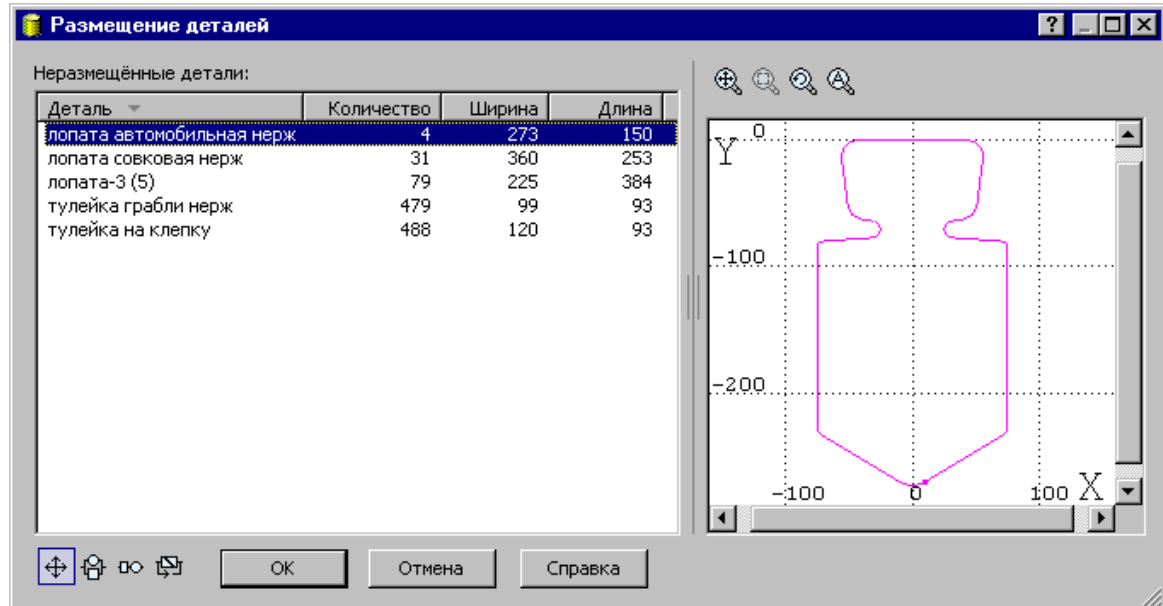 Размещение деталей
Неразмещённые детали:
Деталь Количество Ширина Длина
лопата автомобильная нерж 4 273 150
лопата совковая нерж 31 360 253
лопата-3 (5) 79 225 384
тулейка грабли нерж 479 99 93
тулейка на клепку 488 120 93
Y 0
-100
-200
-100 0 100 X
OK Отмена Справка